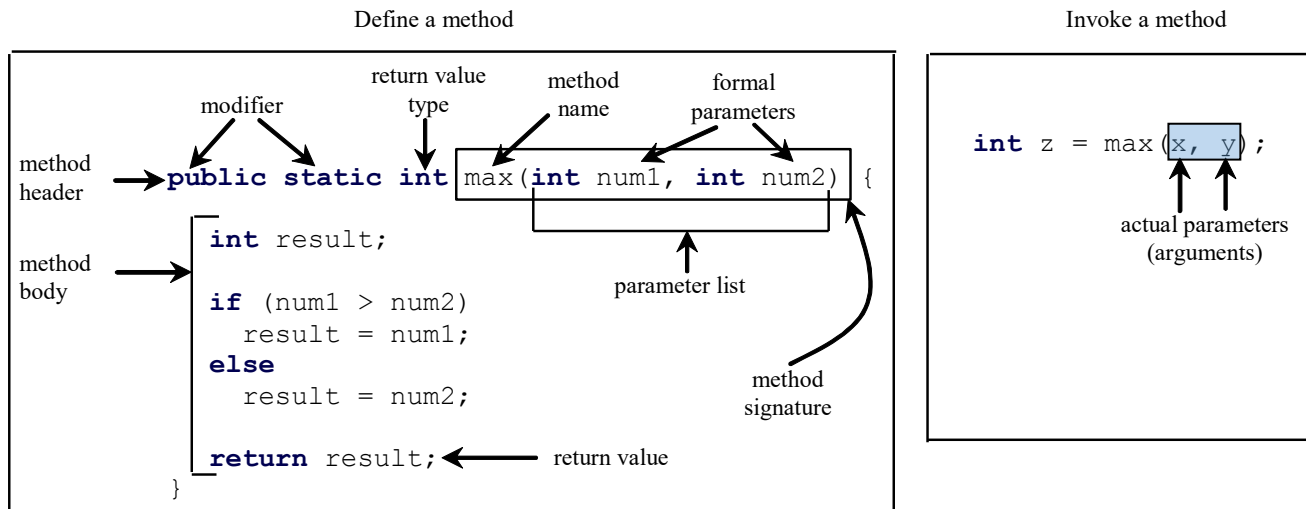 Define a method
Invoke a method
return value
type
method
name
formal
parameters
modifier
method
header
public static int max(int num1, int num2) {
int result;
method
body
parameter list
if (num1 > num2)
result = num1;
else
result = num2;
method
signature
return result;
return value
}
int z = max(x, y);
actual parameters
(arguments)